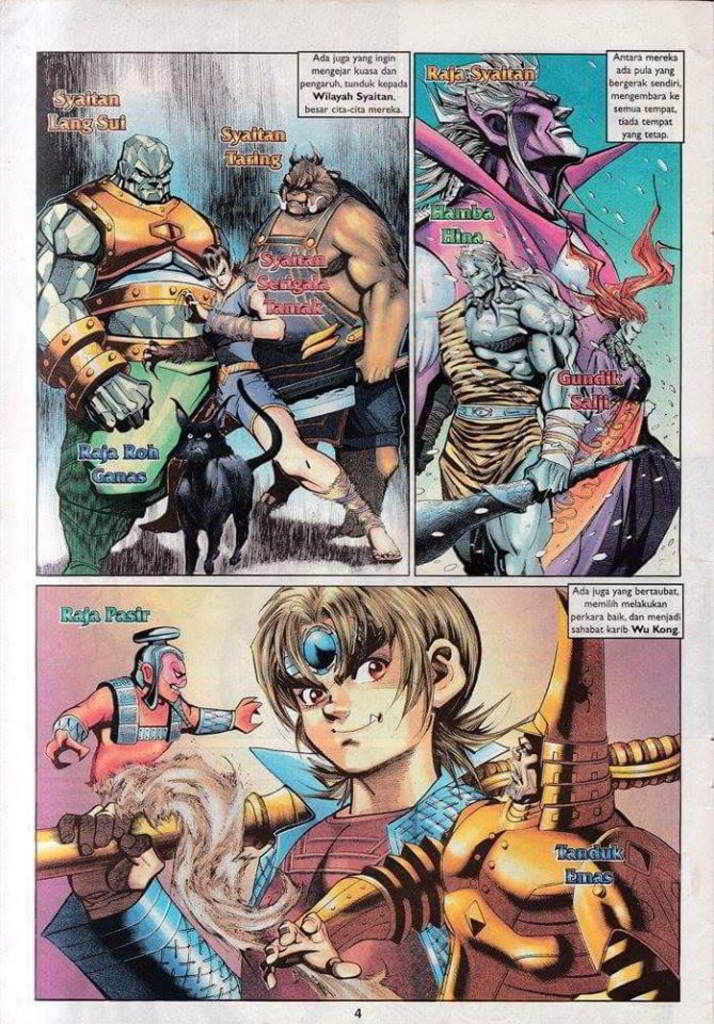 Ada juga yang ingin
mengejar kuasa dan
pengaruh, tunduk kepada
Wilayah Syaitan,
besar cita-cita mereka.
Syaitan
Lang Sui
Syaitan
Taring
Syaitan
Serigala
Tamak
Raja Roh
Ganas
Antara mereka
ada pula yang
bergerak sendiri,
mengembara ke
semua tempat,
tiada tempat
yang tetap.
Raja Syaitan
Hamba
Hina
Gundik
Salji
Ada juga yang bertaubat,
memilih melakukan
perkara baik, dan menjadi
sahabat karib Wu Kong.
Raja Pasir
Tanduk
Emas
4